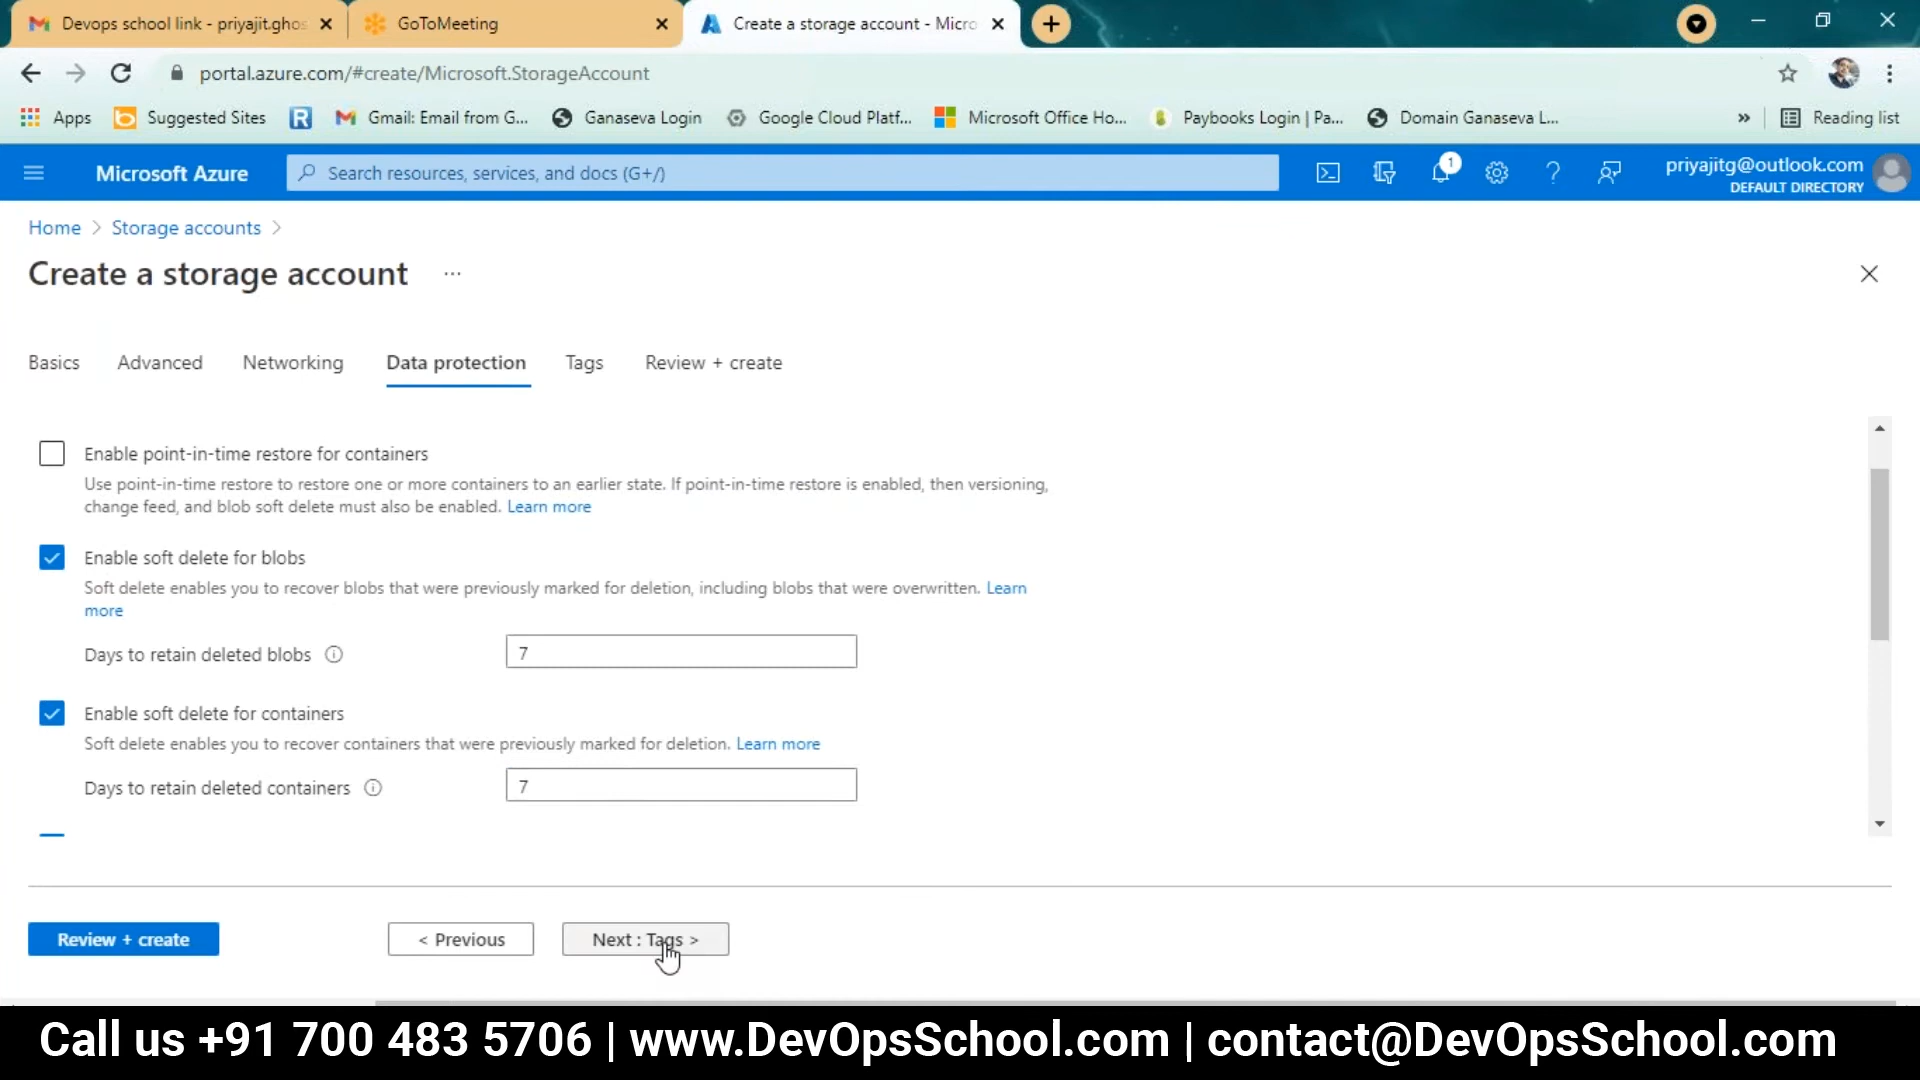 Devops school link - priyajit.ghos
GoToMeeting
Create a storage account - Micro
portal.azure.com/#create/Microsoft.StorageAccount
Apps
Suggested Sites
R
Gmail: Email from G...
Ganaseva Login
Google Cloud Platf...
Microsoft Office Ho...
Paybooks Login | Pa...
Domain Ganaseva L...
»
Reading list
Microsoft Azure
Search resources, services, and docs (G+/)
1
priyajitg@outlook.com
DEFAULT DIRECTORY
Home > Storage accounts >
Create a storage account ...
Basics
Advanced
Networking
Data protection
Tags
Review + create
Enable point-in-time restore for containers
Use point-in-time restore to restore one or more containers to an earlier state. If point-in-time restore is enabled, then versioning,
change feed, and blob soft delete must also be enabled. Learn more
Enable soft delete for blobs
Soft delete enables you to recover blobs that were previously marked for deletion, including blobs that were overwritten. Learn
more
Days to retain deleted blobs
7
Enable soft delete for containers
Soft delete enables you to recover containers that were previously marked for deletion. Learn more
Days to retain deleted containers
7
Review + create
< Previous
Next : Tags >
Call us +91 700 483 5706 | www.DevOpsSchool.com | contact@DevOpsSchool.com